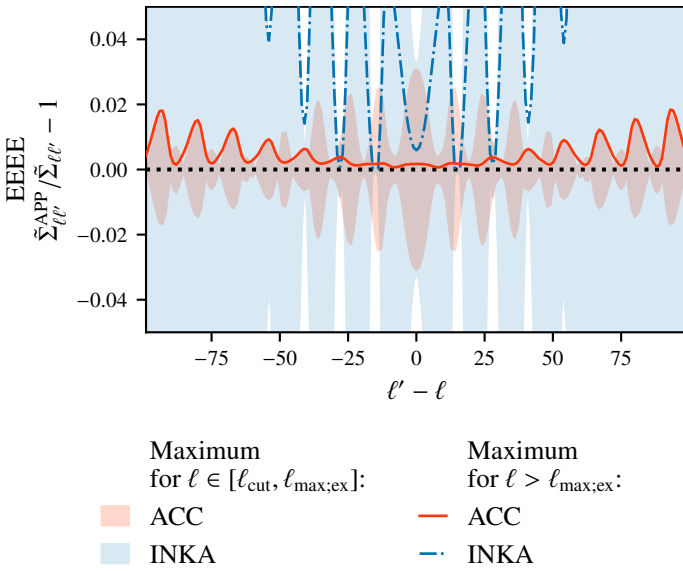 EEEE
Σ̃^APP_ℓℓ′/Σ̃_ℓℓ′ − 1
0.04
0.02
0.00
−0.02
−0.04
−75 −50 −25 0 25 50 75
ℓ′ − ℓ
Maximum
for ℓ ∈ [ℓ_cut, ℓ_max;ex]:
ACC
INKA
Maximum
for ℓ > ℓ_max;ex:
ACC
INKA